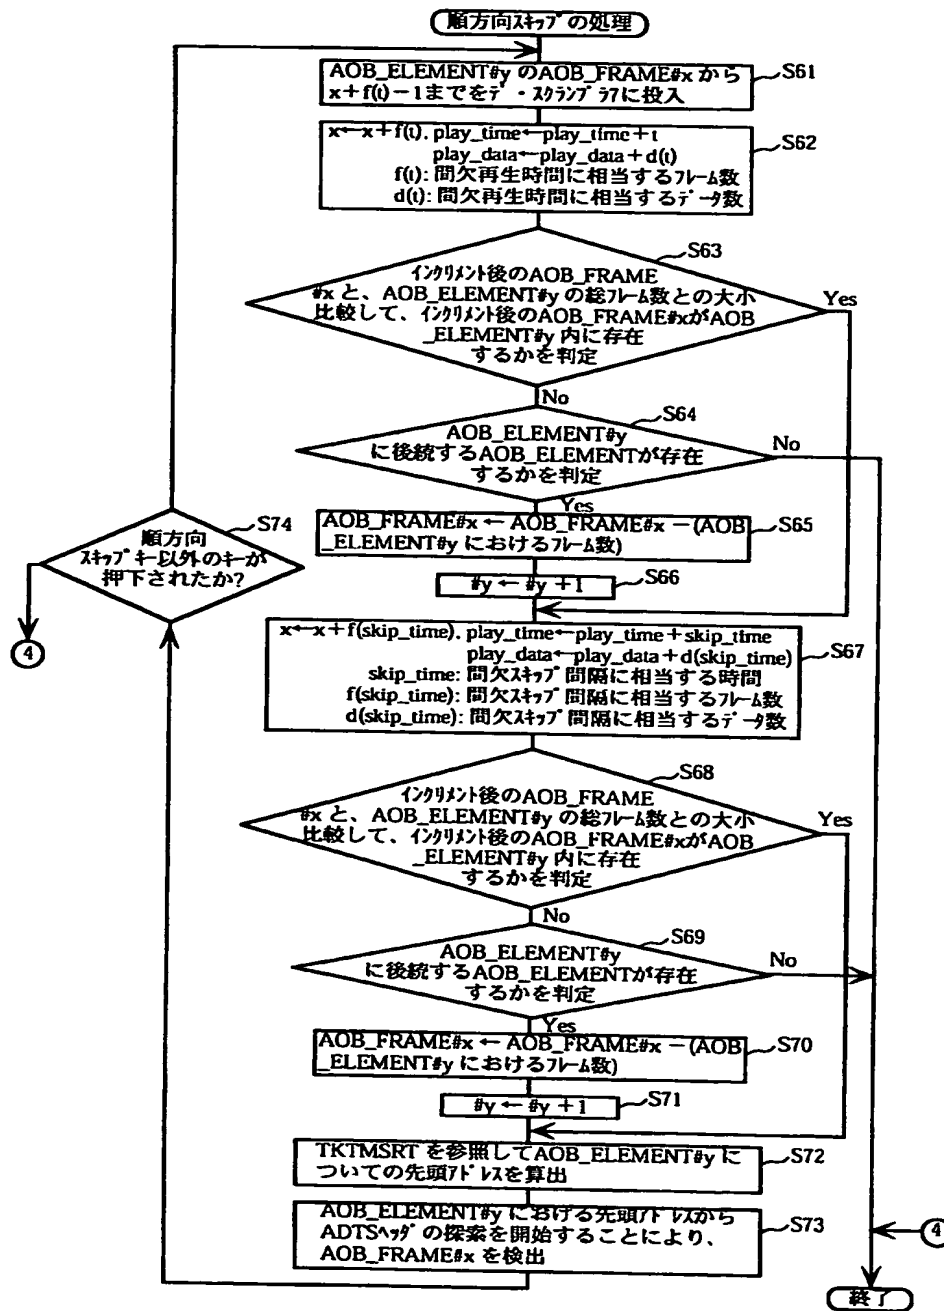 順方向スキップの処理
AOB_ELEMENT#y のAOB_FRAME#x から
x+f(t)-1までをデ・スクランブラ7に投入
S61
x←x+f(t), play_time←play_time+t
play_data←play_data+d(t)
f(t): 間欠再生時間に相当するフレーム数
d(t): 間欠再生時間に相当するデータ数
S62
S63
インクリメント後のAOB_FRAME
#x と、AOB_ELEMENT#y の総フレーム数との大小
比較して、インクリメント後のAOB_FRAME#xがAOB
_ELEMENT#y 内に存在
するかを判定
Yes
No
S64
AOB_ELEMENT#y
に後続するAOB_ELEMENTが存在
するかを判定
No
Yes
AOB_FRAME#x ← AOB_FRAME#x −(AOB
_ELEMENT#y におけるフレーム数)
S65
#y ← #y +1
S66
S74
順方向
スキップキー以外のキーが
押下されたか?
4
x←x+f(skip_time), play_time←play_time+skip_time
play_data←play_data+d(skip_time)
skip_time: 間欠スキップ間隔に相当する時間
f(skip_time): 間欠スキップ間隔に相当するフレーム数
d(skip_time): 間欠スキップ間隔に相当するデータ数
S67
S68
インクリメント後のAOB_FRAME
#x と、AOB_ELEMENT#y の総フレーム数との大小
比較して、インクリメント後のAOB_FRAME#xがAOB
_ELEMENT#y 内に存在
するかを判定
Yes
No
S69
AOB_ELEMENT#y
に後続するAOB_ELEMENTが存在
するかを判定
No
Yes
AOB_FRAME#x ← AOB_FRAME#x −(AOB
_ELEMENT#y におけるフレーム数)
S70
#y ← #y +1
S71
TKTMSRT を参照してAOB_ELEMENT#y に
ついての先頭アドレスを算出
S72
AOB_ELEMENT#y における先頭アドレスから
ADTSヘッダの探索を開始することにより、
AOB_FRAME#x を検出
S73
4
終了